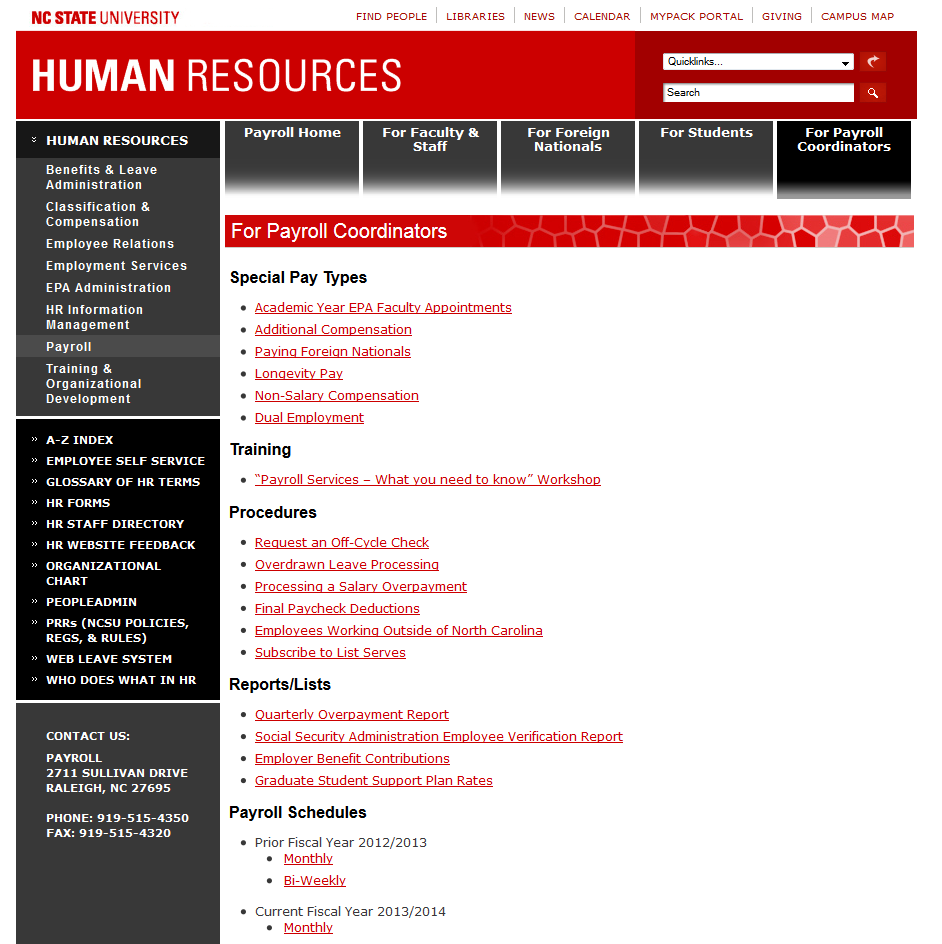 NC STATE UNIVERSITY
FIND PEOPLE
LIBRARIES
NEWS
CALENDAR
MYPACK PORTAL
GIVING
CAMPUS MAP
HUMAN RESOURCES
Quicklinks...
Search
HUMAN RESOURCES
Benefits & Leave
Administration
Classification &
Compensation
Employee Relations
Employment Services
EPA Administration
HR Information
Management
Payroll
Training &
Organizational
Development
» A-Z INDEX
» EMPLOYEE SELF SERVICE
» GLOSSARY OF HR TERMS
» HR FORMS
» HR STAFF DIRECTORY
» HR WEBSITE FEEDBACK
» ORGANIZATIONAL
CHART
» PEOPLEADMIN
» PRRs (NCSU POLICIES,
REGS, & RULES)
» WEB LEAVE SYSTEM
» WHO DOES WHAT IN HR
CONTACT US:
PAYROLL
2711 SULLIVAN DRIVE
RALEIGH, NC 27695
PHONE: 919-515-4350
FAX: 919-515-4320
Payroll Home
For Faculty &
Staff
For Foreign
Nationals
For Students
For Payroll
Coordinators
For Payroll Coordinators
Special Pay Types
• Academic Year EPA Faculty Appointments
• Additional Compensation
• Paying Foreign Nationals
• Longevity Pay
• Non-Salary Compensation
• Dual Employment
Training
• “Payroll Services – What you need to know” Workshop
Procedures
• Request an Off-Cycle Check
• Overdrawn Leave Processing
• Processing a Salary Overpayment
• Final Paycheck Deductions
• Employees Working Outside of North Carolina
• Subscribe to List Serves
Reports/Lists
• Quarterly Overpayment Report
• Social Security Administration Employee Verification Report
• Employer Benefit Contributions
• Graduate Student Support Plan Rates
Payroll Schedules
• Prior Fiscal Year 2012/2013
• Monthly
• Bi-Weekly
• Current Fiscal Year 2013/2014
• Monthly